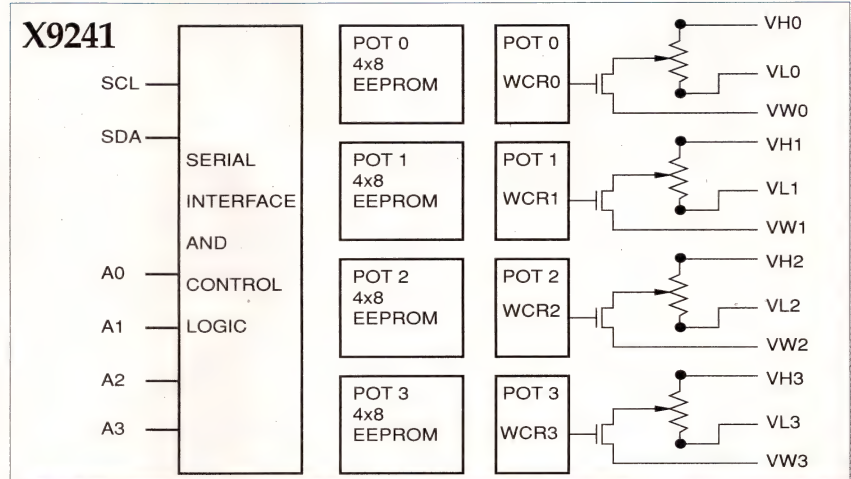 X9241
SCL
SDA
A0
A1
A2
A3
SERIAL
INTERFACE
AND
CONTROL
LOGIC
POT 0
4x8
EEPROM
POT 0
WCR0
VH0
VL0
VW0
POT 1
4x8
EEPROM
POT 1
WCR1
VH1
VL1
VW1
POT 2
4x8
EEPROM
POT 2
WCR2
VH2
VL2
VW2
POT 3
4x8
EEPROM
POT 3
WCR3
VH3
VL3
VW3